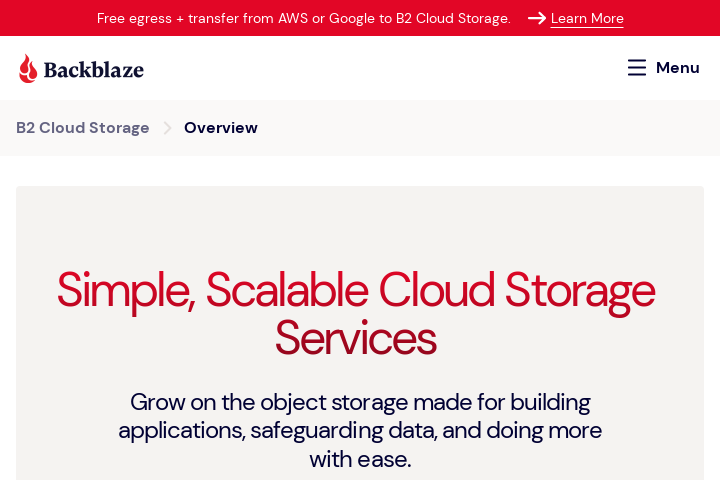 Free egress + transfer from AWS or Google to B2 Cloud Storage. Learn More
Backblaze
Menu
B2 Cloud Storage Overview
Simple, Scalable Cloud Storage
Services
Grow on the object storage made for building
applications, safeguarding data, and doing more
with ease.